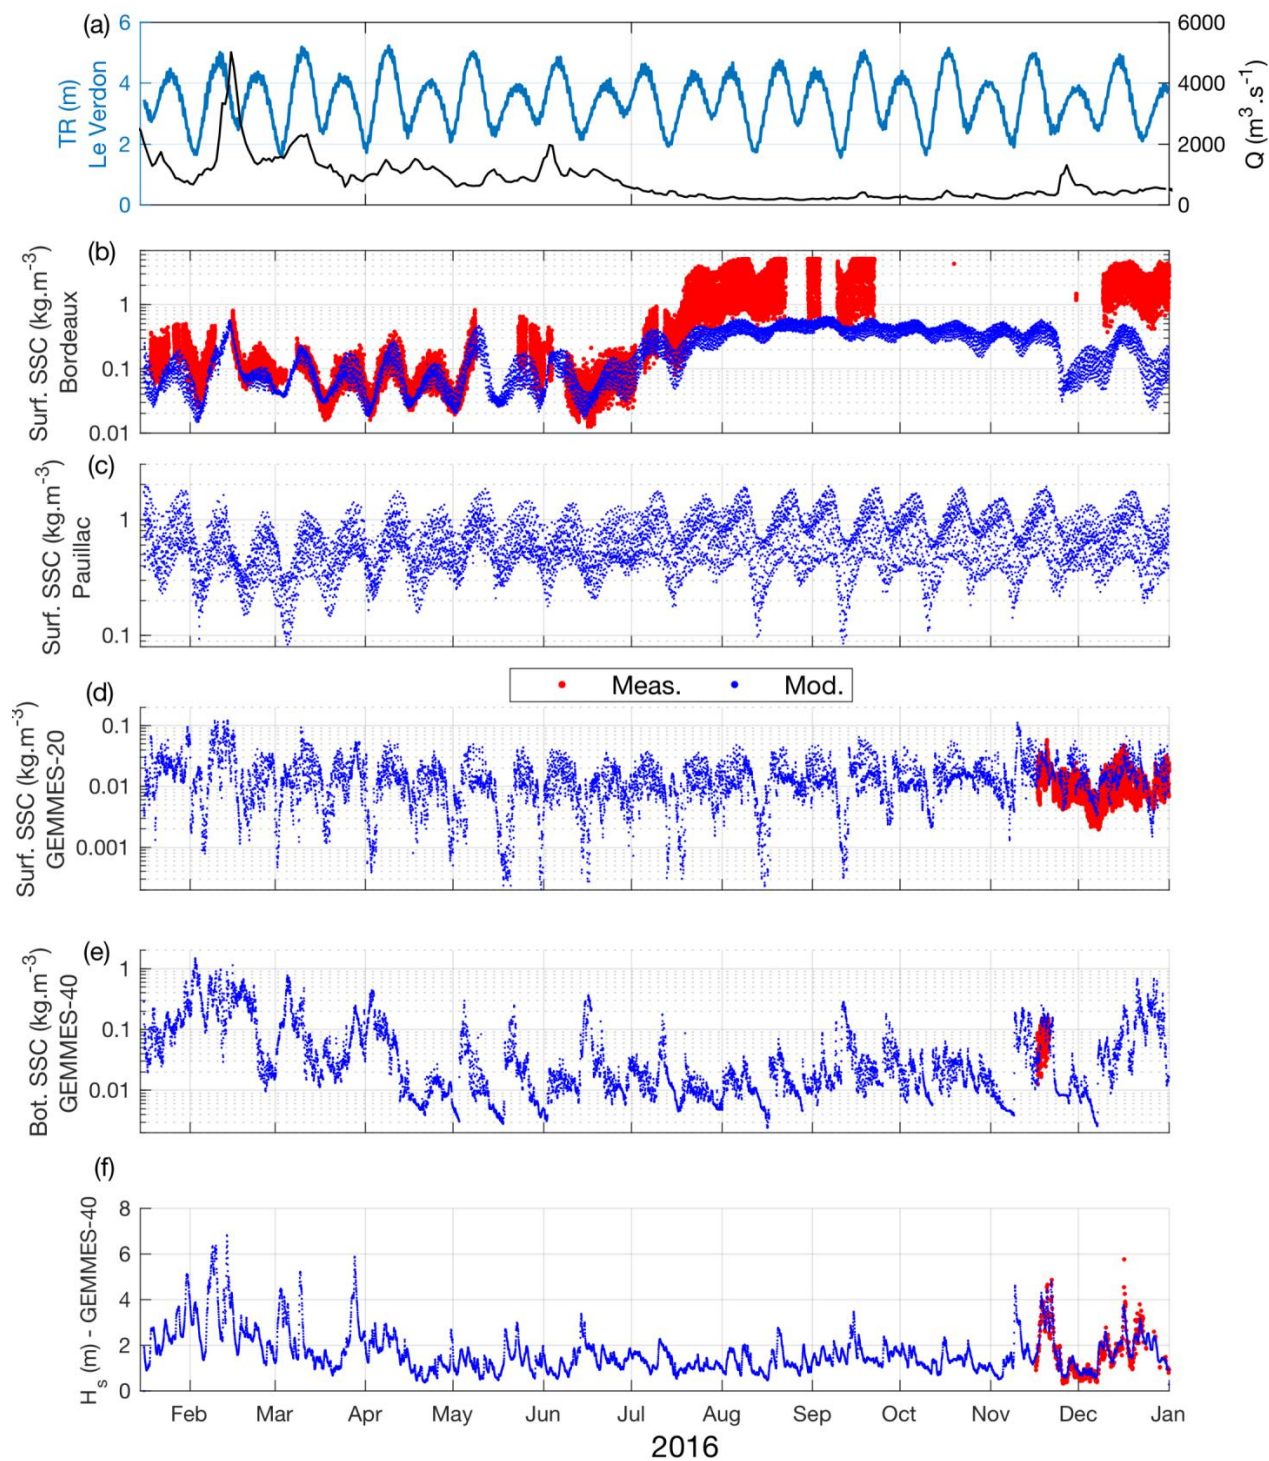 (a)
6
4
2
0
TR (m)
Le Verdon
6000
4000
2000
0
Q (m³.s⁻¹)
(b)
1
0.1
0.01
Surf. SSC (kg.m⁻³)
Bordeaux
(c)
1
0.1
Surf. SSC (kg.m⁻³)
Pauillac
Meas. Mod.
(d)
0.1
0.01
0.001
Surf. SSC (kg.m⁻³)
GEMMES-20
(e)
1
0.1
0.01
Bot. SSC (kg.m⁻³)
GEMMES-40
(f)
8
6
4
2
0
Hₛ (m) - GEMMES-40
Feb Mar Apr May Jun Jul Aug Sep Oct Nov Dec Jan
2016